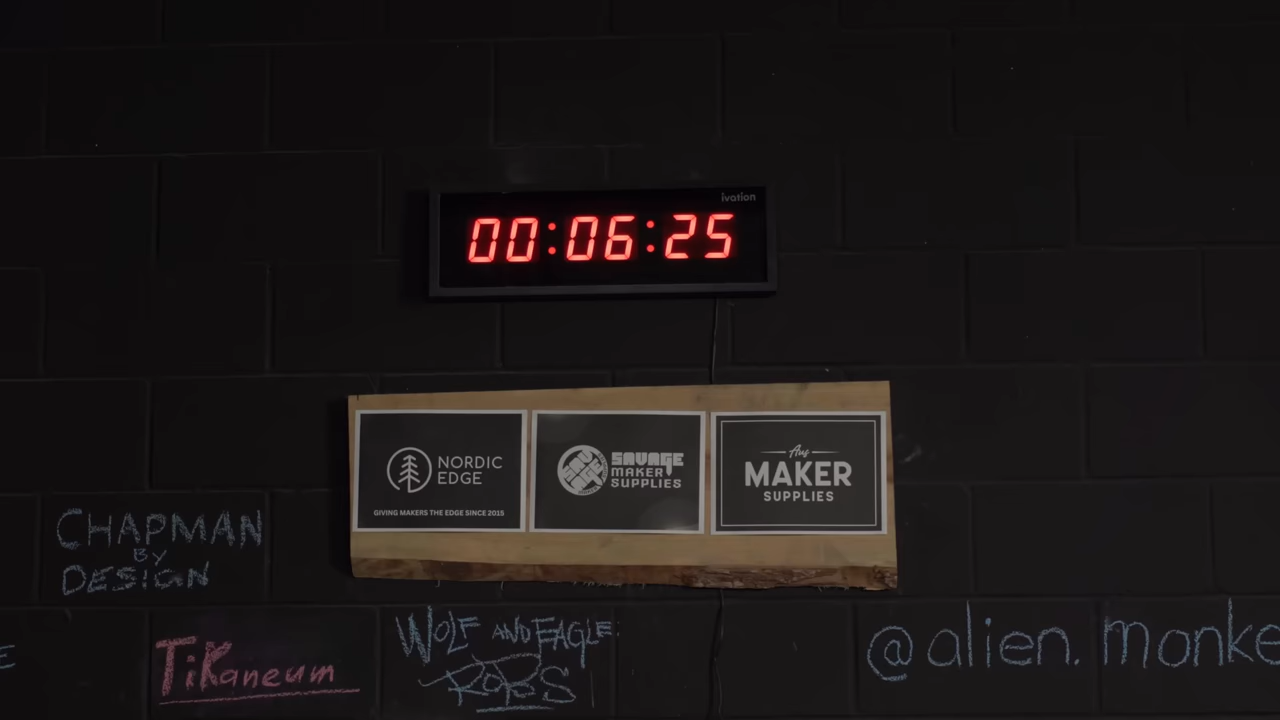 ivation
00:06:25
NORDIC
EDGE
GIVING MAKERS THE EDGE SINCE 2015
SAVAGE
MAKER
SUPPLIES
Aus
MAKER
SUPPLIES
CHAPMAN
BY
DESIGN
TiKaneum
WOLF AND EAGLE
@alien.monke